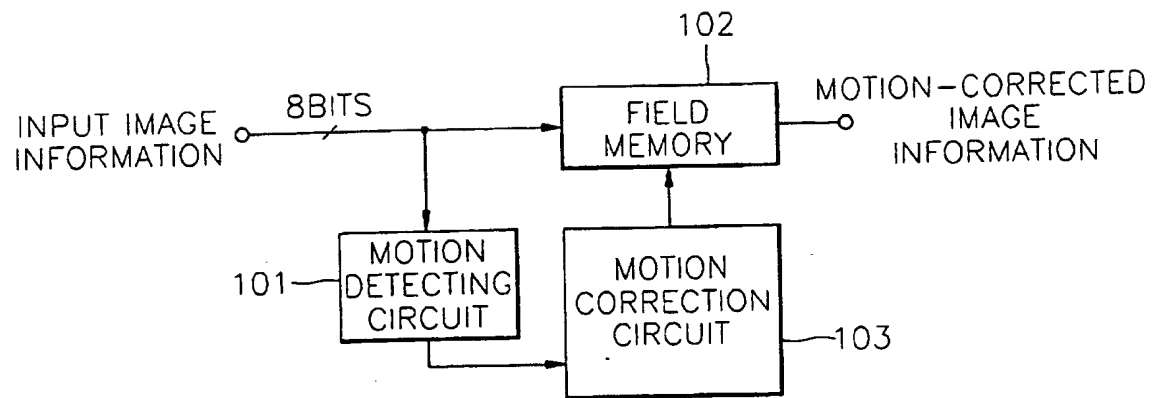 102
8BITS
INPUT IMAGE
INFORMATION
FIELD
MEMORY
MOTION-CORRECTED
IMAGE
INFORMATION
101
MOTION
DETECTING
CIRCUIT
MOTION
CORRECTION
CIRCUIT
103